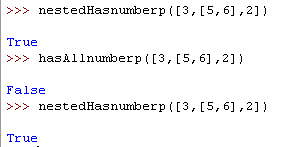 >>> nestedHasnumberp([3,[5,6],2])
True
>>> hasAllnumberp([3,[5,6],2])
False
>>> nestedHasnumberp([3,[5,6],2])
True